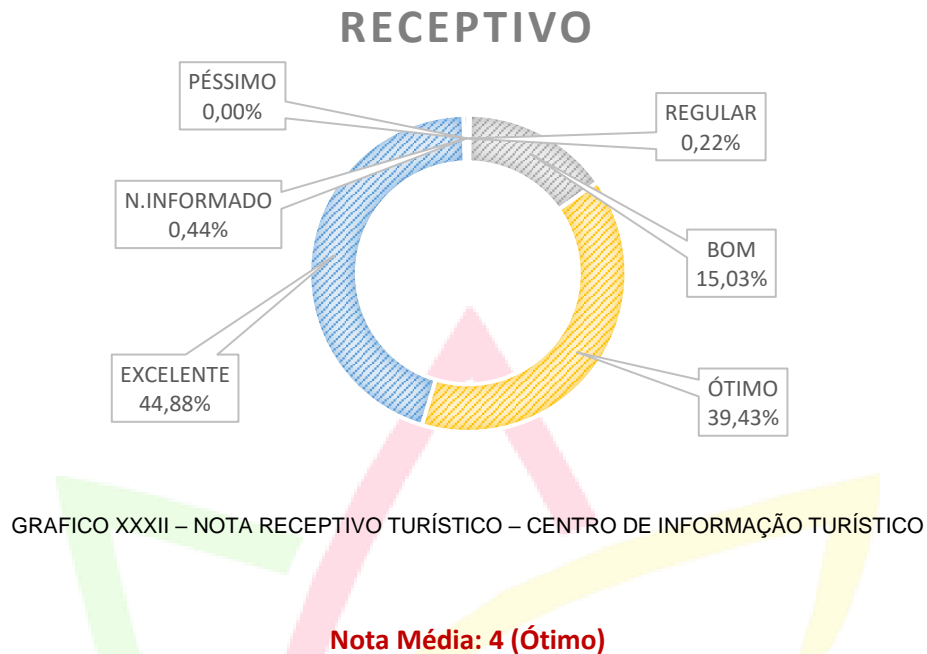 RECEPTIVO
PÉSSIMO
0,00%
REGULAR
0,22%
N.INFORMADO
0,44%
BOM
15,03%
EXCELENTE
44,88%
ÓTIMO
39,43%
GRAFICO XXXII – NOTA RECEPTIVO TURÍSTICO – CENTRO DE INFORMAÇÃO TURÍSTICO
Nota Média: 4 (Ótimo)